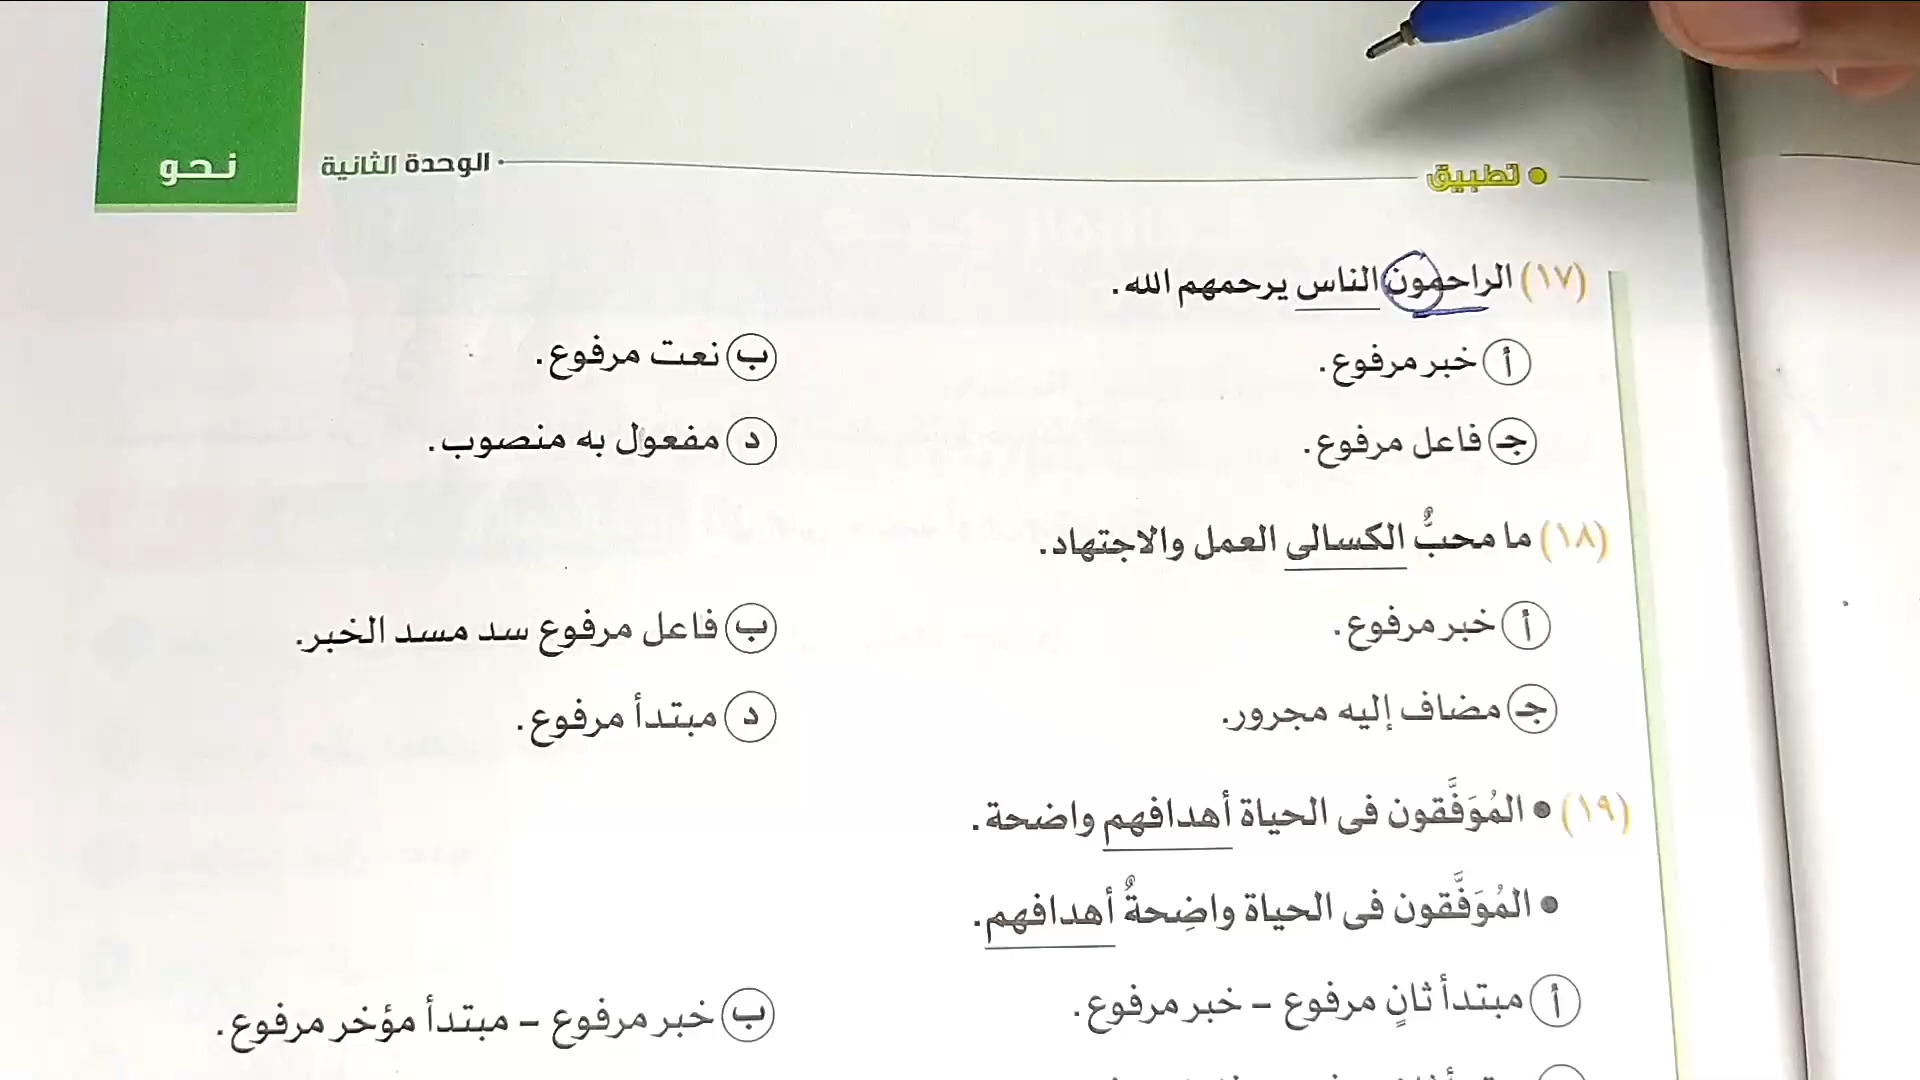 نحو
الوحدة الثانية
تطبيق
(١٧) الراحمون الناس يرحمهم الله.
أ خبر مرفوع.
ب نعت مرفوع.
جـ فاعل مرفوع.
د مفعول به منصوب.
(١٨) ما محبٌّ الكسالى العمل والاجتهاد.
أ خبر مرفوع.
ب فاعل مرفوع سد مسد الخبر.
جـ مضاف إليه مجرور.
د مبتدأ مرفوع.
(١٩) • المُوَفَّقون فى الحياة أهدافهم واضحة.
• المُوَفَّقون فى الحياة واضِحةٌ أهدافهم.
أ مبتدأ ثانٍ مرفوع – خبر مرفوع.
ب خبر مرفوع – مبتدأ مؤخر مرفوع.